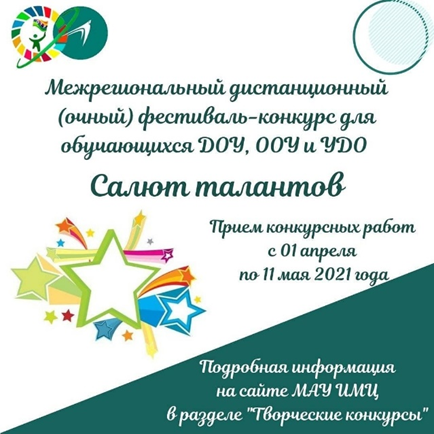 Межрегиональный дистанционный
(очный) фестиваль-конкурс для
обучающихся ДОУ, ООУ и УДО
Салют талантов
Прием конкурсных работ
с 01 апреля
по 11 мая 2021 года
Подробная информация
на сайте МАУ ИМЦ
в разделе "Творческие конкурсы"